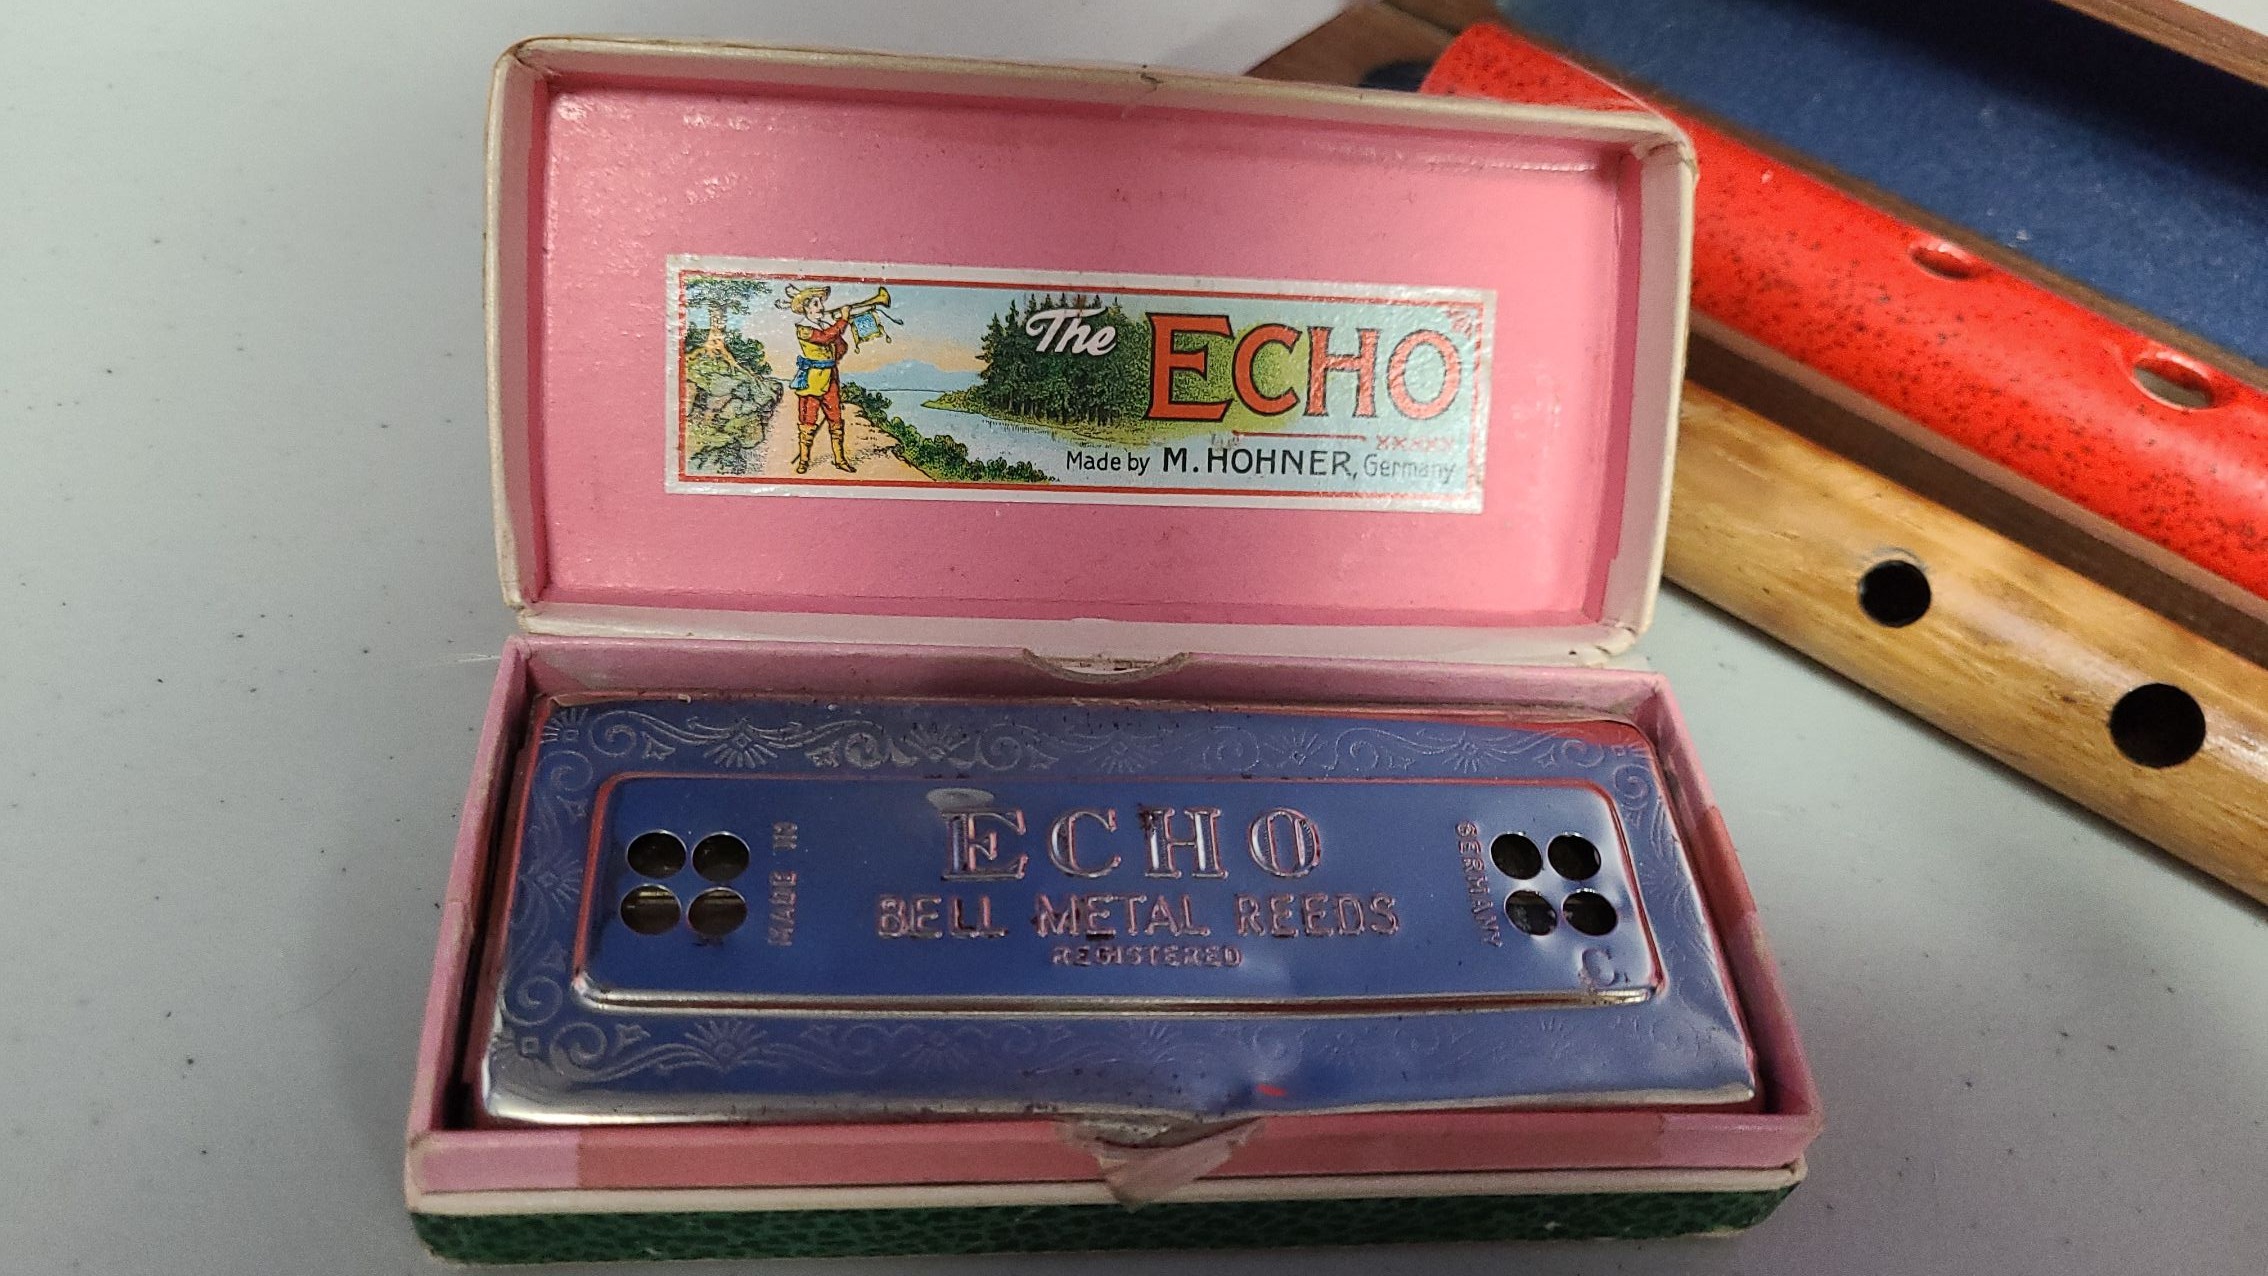 The ECHO
Made by M. HOHNER, Germany
ECHO
MADE IN
GERMANY
BELL METAL REEDS
REGISTERED
C